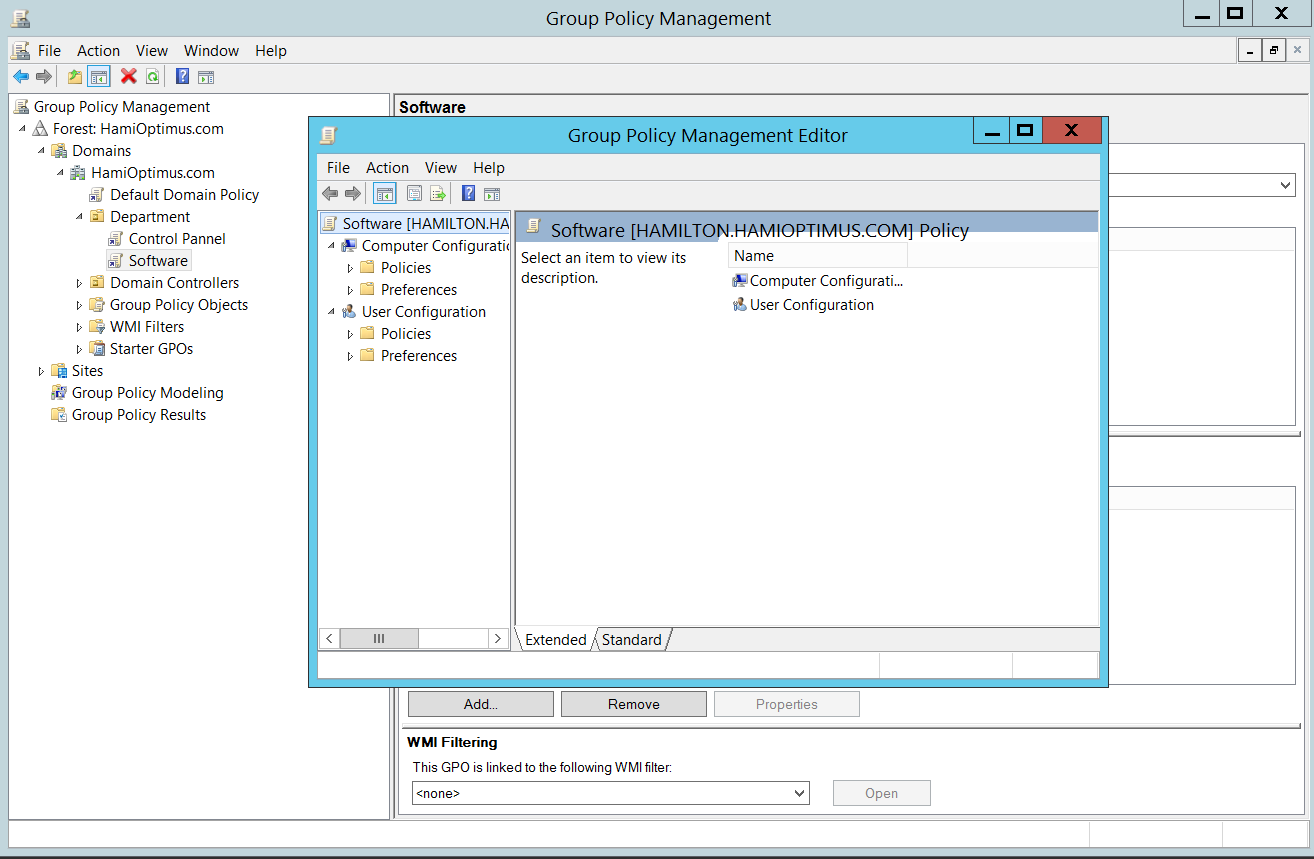 Group Policy Management
File Action View Window Help
Group Policy Management
Forest: HamiOptimus.com
Domains
HamiOptimus.com
Default Domain Policy
Department
Control Pannel
Software
Domain Controllers
Group Policy Objects
WMI Filters
Starter GPOs
Sites
Group Policy Modeling
Group Policy Results
Software
Group Policy Management Editor
File Action View Help
Software [HAMILTON.HA
Computer Configuratio
Policies
Preferences
User Configuration
Policies
Preferences
Software [HAMILTON.HAMIOPTIMUS.COM] Policy
Select an item to view its
description.
Name
Computer Configurati...
User Configuration
Extended Standard
Add... Remove Properties
WMI Filtering
This GPO is linked to the following WMI filter:
<none> Open